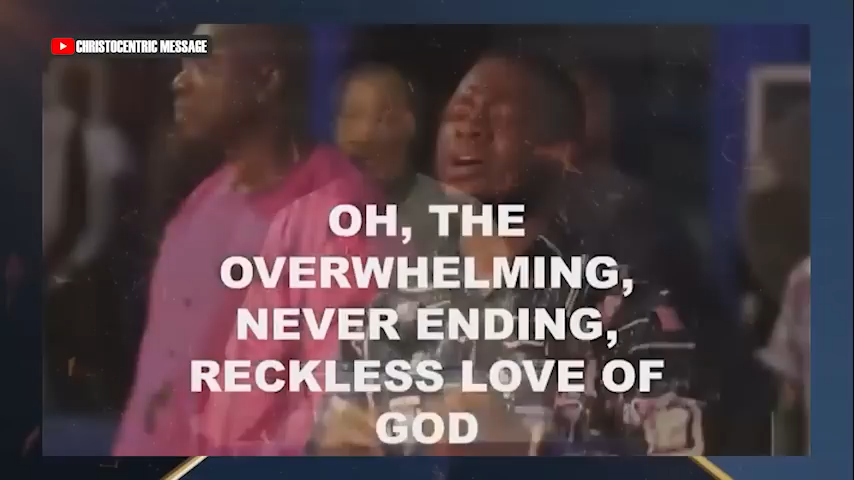 CHRISTOCENTRIC MESSAGE
OH, THE
OVERWHELMING,
NEVER ENDING,
RECKLESS LOVE OF
GOD